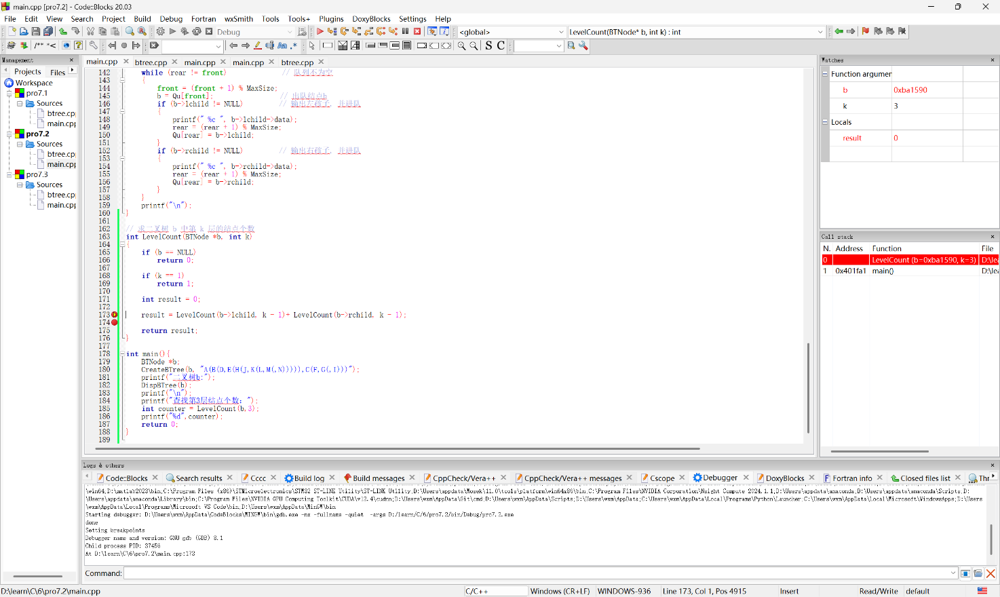 main.cpp [pro7.2] - Code::Blocks 20.03
File Edit View Search Project Build Debug Fortran wxSmith Tools Tools+ Plugins DoxyBlocks Settings Help
Debug
<global>
LevelCount(BTNode* b, int k) : int
/** *<
S C
Management
Projects Files
Workspace
pro7.1
Sources
btree.cp
main.cpp
pro7.2
Sources
btree.cp
main.cpp
pro7.3
Sources
btree.cp
main.cpp
main.cpp btree.cpp main.cpp main.cpp btree.cpp
142 while (rear != front) // 队列不为空
143 {
144 front = (front + 1) % MaxSize;
145 b = Qu[front]; // 出队结点b
146 if (b->lchild != NULL) // 输出左孩子, 并进队
147 {
148 printf(" %c ", b->lchild->data);
149 rear = (rear + 1) % MaxSize;
150 Qu[rear] = b->lchild;
151 }
152 if (b->rchild != NULL) // 输出右孩子, 并进队
153 {
154 printf(" %c ", b->rchild->data);
155 rear = (rear + 1) % MaxSize;
156 Qu[rear] = b->rchild;
157 }
158 }
159 printf("\n");
160 }
161
162 // 求二叉树 b 中第 k 层的结点个数
163 int LevelCount(BTNode *b, int k)
164 {
165 if (b == NULL)
166 return 0;
167
168 if (k == 1)
169 return 1;
170
171 int result = 0;
172
173 result = LevelCount(b->lchild, k - 1)+ LevelCount(b->rchild, k - 1);
174
175 return result;
176 }
177
178 int main(){
179 BTNode *b;
180 CreateBTree(b, "A(B(D,E(H(J,K(L,M(,N))))),C(F,G(,I)))");
181 printf("二叉树b:");
182 DispBTree(b);
183 printf("\n");
184 printf("查找第3层结点个数: ");
185 int counter = LevelCount(b,3);
186 printf("%d",counter);
187 return 0;
188 }
189
Watches
Function argumen
b 0xba1590
k 3
Locals
result 0
Call stack
N. Address Function File
0 LevelCount (b=0xba1590, k=3) D:\lea
1 0x401fa1 main() D:\lea
Logs & others
Code::Blocks Search results Cccc Build log Build messages CppCheck/Vera++ CppCheck/Vera++ messages Cscope Debugger DoxyBlocks Fortran info Closed files list Thr
\win64;D:\matlab2023\bin;C:\Program Files (x86)\STMicroelectronics\STM32 ST-LINK Utility\ST-LINK Utility;D:\Users\appdata\Mosek\11.0\tools\platform\win64x86\bin;C:\Program Files\NVIDIA Corporation\Nsight Compute 2024.1.1;D:\Users\appdata\anaconda;D:\Users\appdata\anaconda\Scripts;D:
\Users\appdata\anaconda\Library\bin;C:\Program Files\NVIDIA GPU Computing Toolkit\CUDA\v12.4\cudnn;D:\Users\wxm\AppData\Git\cmd;D:\Users\wxm\AppData\Scripts;D:\Users\wxm\AppData;C:\Users\wxm\AppData\Local\Programs\Python\Launcher;C:\Users\wxm\AppData\Local\Microsoft\WindowsApps;D:\Users
\wxm\AppData\Local\Programs\Microsoft VS Code\bin;D:\Users\wxm\AppData\MinGW\bin
Starting debugger: D:\Users\wxm\AppData\CodeBlocks\MINGW\bin\gdb.exe -nx -fullname -quiet -args D:/learn/C/6/pro7.2/bin/Debug/pro7.2.exe
done
Setting breakpoints
Debugger name and version: GNU gdb (GDB) 8.1
Child process PID: 37456
At D:\learn\C\6\pro7.2\main.cpp:173
Command:
D:\learn\C\6\pro7.2\main.cpp C/C++ Windows (CR+LF) WINDOWS-936 Line 173, Col 1, Pos 4915 Insert Read/Write default